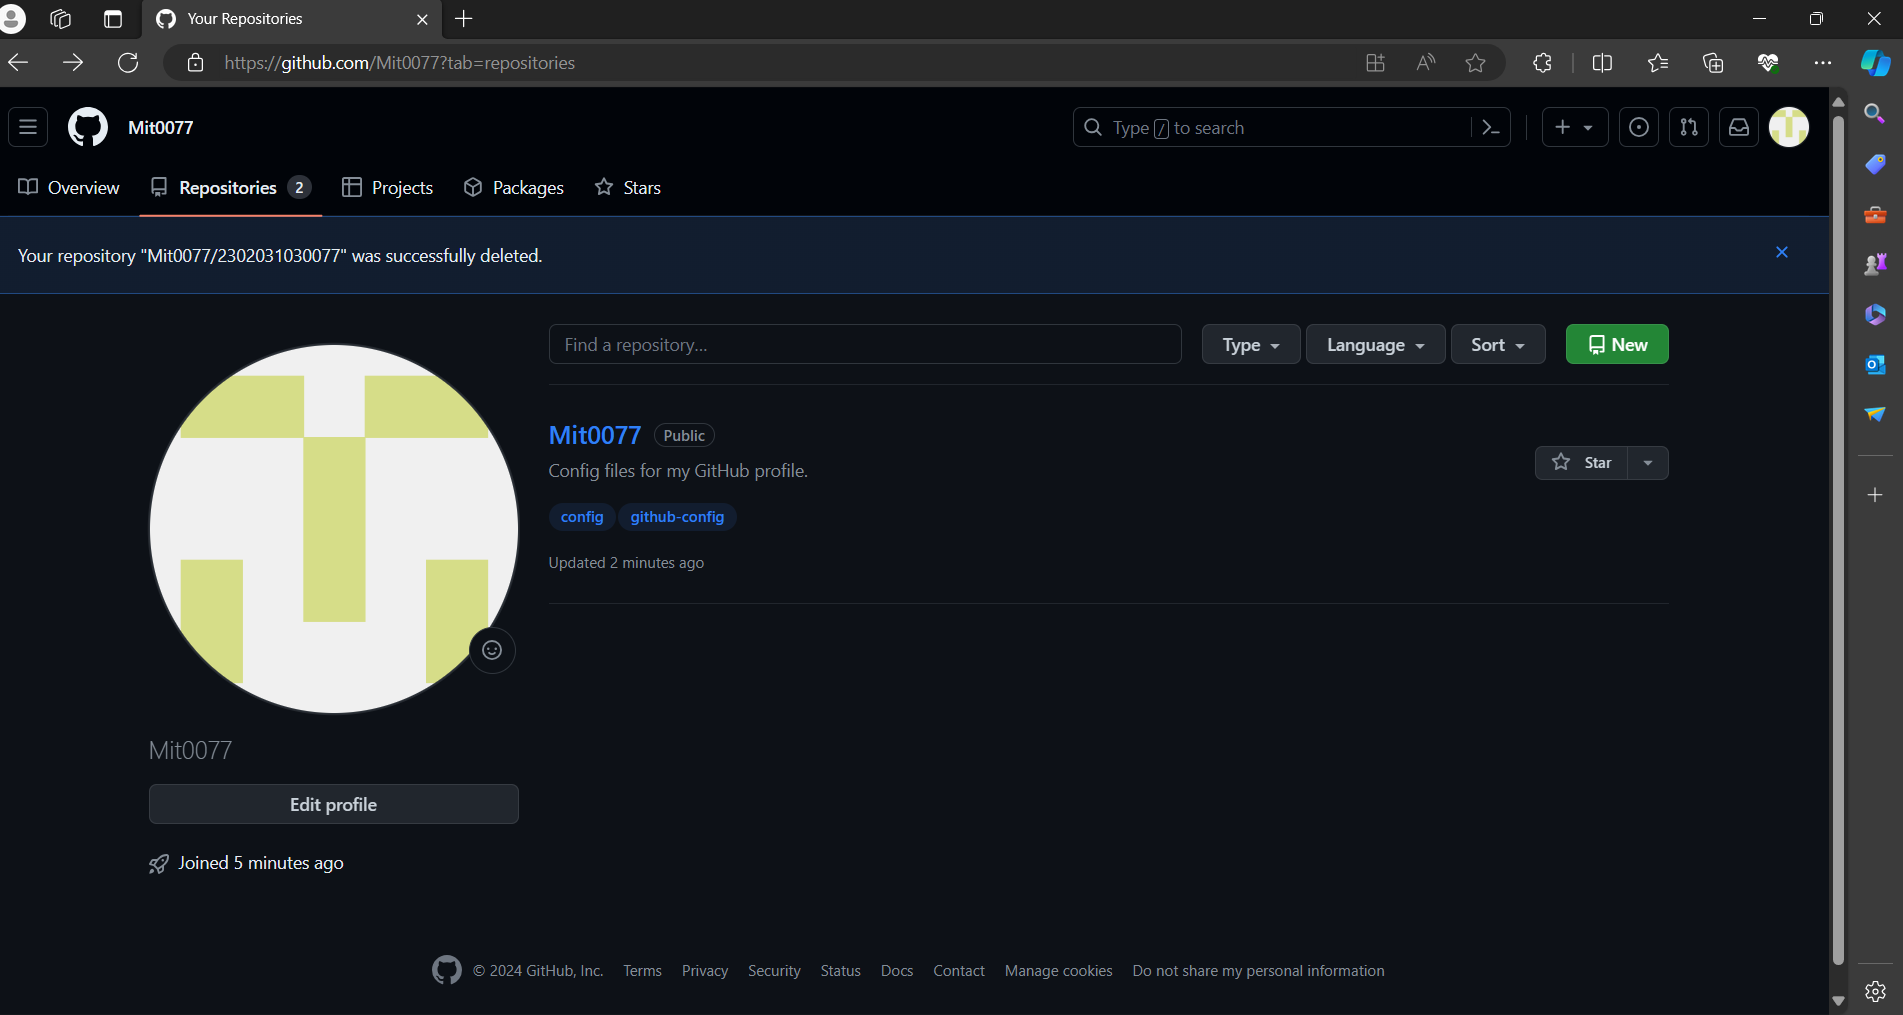 Your Repositories
https://github.com/Mit0077?tab=repositories
Mit0077
Type / to search
Overview
Repositories 2
Projects
Packages
Stars
Your repository "Mit0077/2302031030077" was successfully deleted.
Find a repository...
Type
Language
Sort
New
Mit0077 Public
Config files for my GitHub profile.
Star
config github-config
Updated 2 minutes ago
Mit0077
Edit profile
Joined 5 minutes ago
© 2024 GitHub, Inc. Terms Privacy Security Status Docs Contact Manage cookies Do not share my personal information